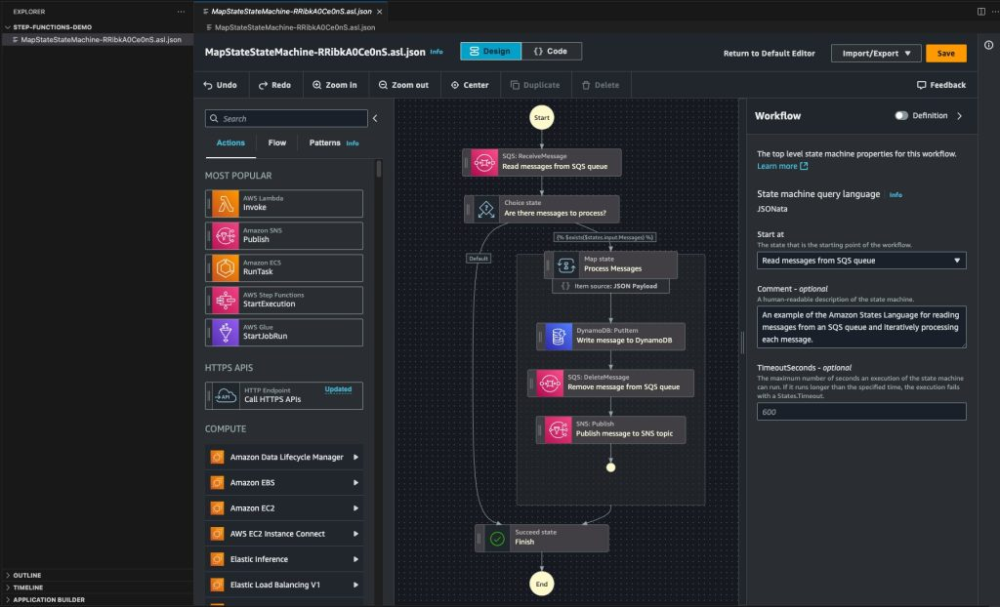 EXPLORER
STEP-FUNCTIONS-DEMO
MapStateStateMachine-RRibkA0Ce0nS.asl.json
OUTLINE
TIMELINE
APPLICATION BUILDER
MapStateStateMachine-RRibkA0Ce0nS.asl.json
MapStateStateMachine-RRibkA0Ce0nS.asl.json
MapStateStateMachine-RRibkA0Ce0nS.asl.json Info
Design
{} Code
Return to Default Editor
Import/Export
Save
Undo
Redo
Zoom in
Zoom out
Center
Duplicate
Delete
Feedback
Search
Actions
Flow
Patterns Info
MOST POPULAR
AWS Lambda
Invoke
Amazon SNS
Publish
Amazon ECS
RunTask
AWS Step Functions
StartExecution
AWS Glue
StartJobRun
HTTPS APIS
API
HTTP Endpoint
Updated
Call HTTPS APIs
COMPUTE
Amazon Data Lifecycle Manager
Amazon EBS
Amazon EC2
AWS EC2 Instance Connect
Elastic Inference
Elastic Load Balancing V1
Start
SQS: ReceiveMessage
Read messages from SQS queue
Choice state
Are there messages to process?
{% $exists($states.input.Messages) %}
Default
Map state
Process Messages
{} Item source: JSON Payload
DynamoDB: PutItem
Write message to DynamoDB
SQS: DeleteMessage
Remove message from SQS queue
SNS: Publish
Publish message to SNS topic
Succeed state
Finish
End
Workflow
Definition
The top level state machine properties for this workflow.
Learn more
State machine query language Info
JSONata
Start at
The state that is the starting point of the workflow.
Read messages from SQS queue
Comment - optional
A human-readable description of the state machine.
An example of the Amazon States Language for reading
messages from an SQS queue and iteratively processing
each message.
TimeoutSeconds - optional
The maximum number of seconds an execution of the state machine
can run. If it runs longer than the specified time, the execution fails
with a States.Timeout.
600